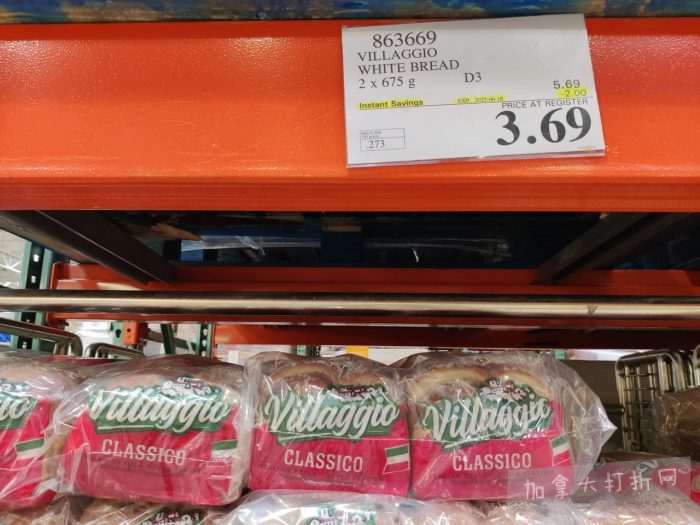 863669
VILLAGGIO
WHITE BREAD
2 x 675 g
D3
5.69
-2.00
Instant Savings
PRICE AT REGISTER
3.69
.273
Villaggio
CLASSICO
Villaggio
CLASSICO
Villaggio
CLASSICO
加拿大打折网